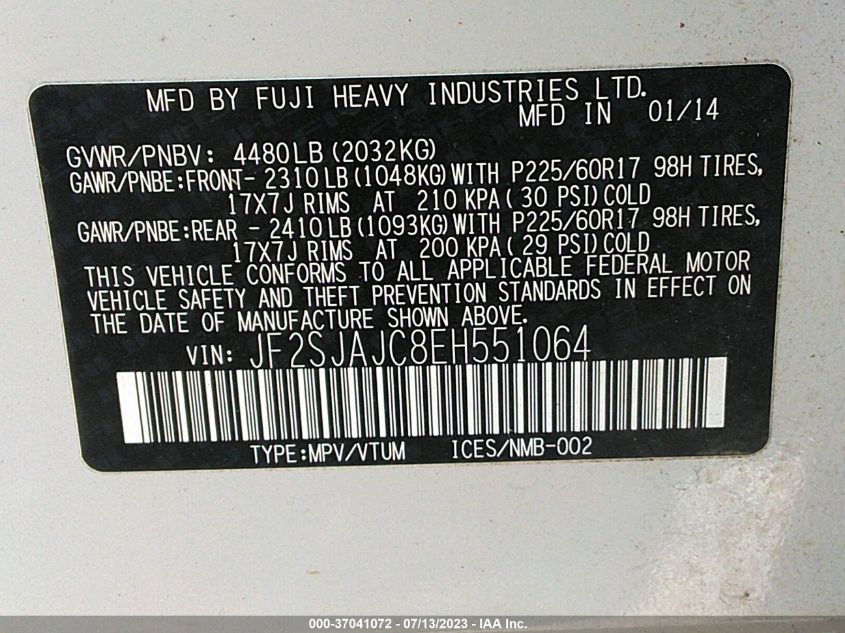 MFD BY FUJI HEAVY INDUSTRIES LTD.
MFD IN 01/14
GVWR/PNBV: 4480LB(2032KG)
GAWR/PNBE:FRONT- 2310LB(1048KG)WITH P225/60R17 98H TIRES,
17X7J RIMS AT 210 KPA(30 PSI)COLD
GAWR/PNBE:REAR - 2410LB(1093KG)WITH P225/60R17 98H TIRES,
17X7J RIMS AT 200 KPA(29 PSI)COLD
THIS VEHICLE CONFORMS TO ALL APPLICABLE FEDERAL MOTOR
VEHICLE SAFETY AND THEFT PREVENTION STANDARDS IN EFFECT ON
THE DATE OF MANUFACTURE SHOWN ABOVE.
VIN: JF2SJAJC8EH551064
TYPE:MPV/VTUM ICES/NMB-002
000-37041072 - 07/13/2023 - IAA Inc.